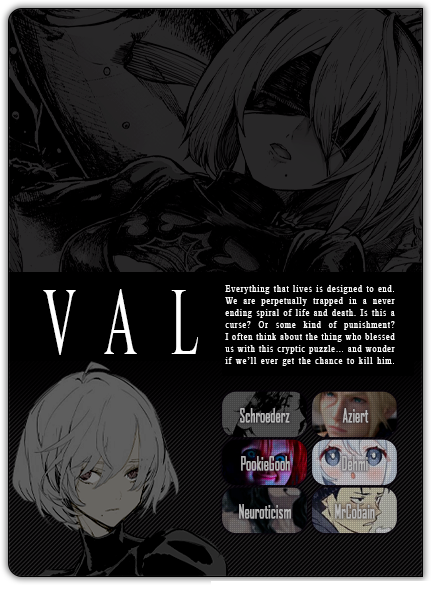 VAL
Everything that lives is designed to end.
We are perpetually trapped in a never
ending spiral of life and death. Is this a
curse? Or some kind of punishment?
I often think about the thing who blessed
us with this cryptic puzzle... and wonder
if we'll ever get the chance to kill him.
Schroederz
Aziert
PookieGooh
Dehmi
Neuroticism
MrCobain